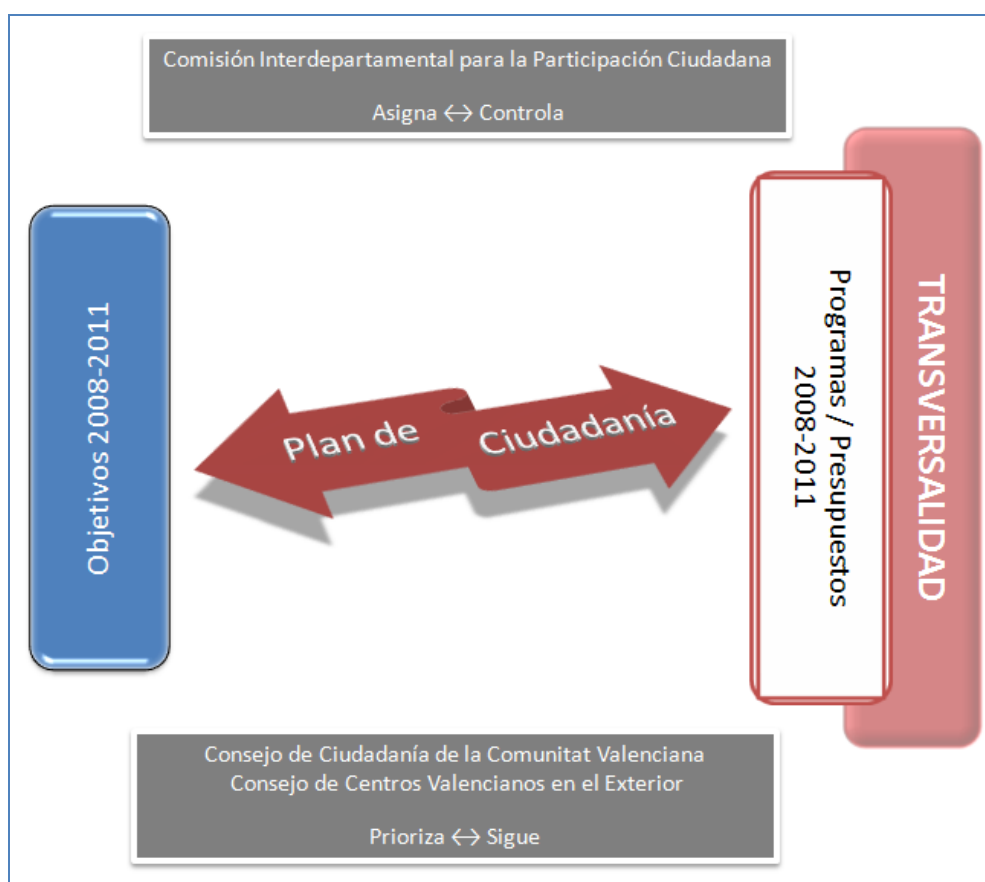 Comisión Interdepartamental para la Participación Ciudadana
Asigna ↔ Controla
Objetivos 2008-2011
Plan de Ciudadanía
Programas / Presupuestos
2008-2011
TRANSVERSALIDAD
Consejo de Ciudadanía de la Comunitat Valenciana
Consejo de Centros Valencianos en el Exterior
Prioriza ↔ Sigue